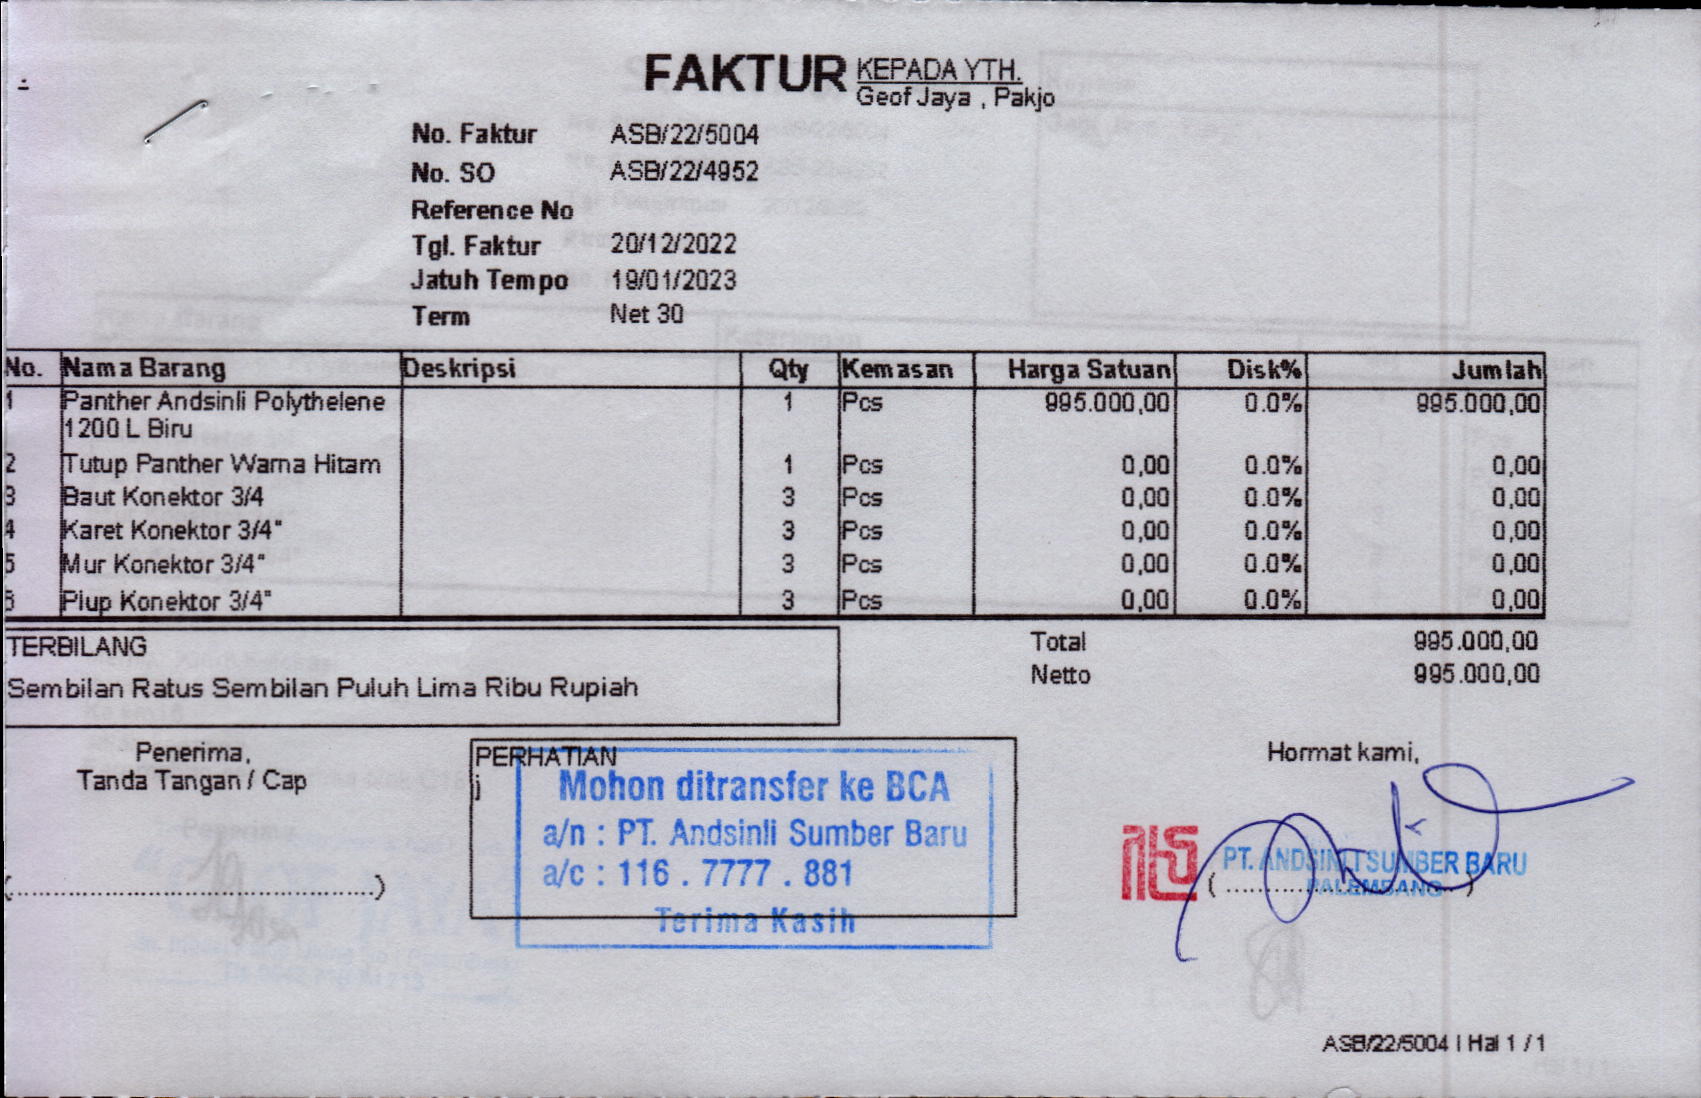 FAKTUR
KEPADA YTH.
Geof Jaya , Pakjo
No. Faktur ASB/22/5004
No. SO ASB/22/4952
Reference No
Tgl. Faktur 20/12/2022
Jatuh Tempo 19/01/2023
Term Net 30
No. Nama Barang Deskripsi Qty Kemasan Harga Satuan Disk% Jumlah
1 Panther Andsinli Polythelene 1 Pcs 995.000,00 0.0% 995.000,00
1200 L Biru
2 Tutup Panther Warna Hitam 1 Pcs 0,00 0.0% 0,00
3 Baut Konektor 3/4 3 Pcs 0,00 0.0% 0,00
4 Karet Konektor 3/4" 3 Pcs 0,00 0.0% 0,00
5 Mur Konektor 3/4" 3 Pcs 0,00 0.0% 0,00
6 Plup Konektor 3/4" 3 Pcs 0,00 0.0% 0,00
TERBILANG
Sembilan Ratus Sembilan Puluh Lima Ribu Rupiah
Total 995.000,00
Netto 995.000,00
Penerima,
Tanda Tangan / Cap
(..................................................)
PERHATIAN
j
Mohon ditransfer ke BCA
a/n : PT. Andsinli Sumber Baru
a/c : 116 . 7777 . 881
Terima Kasih
Hormat kami,
PT. ANDSINLI SUMBER BARU
PALEMBANG
ASB/22/5004 | Hal 1 / 1